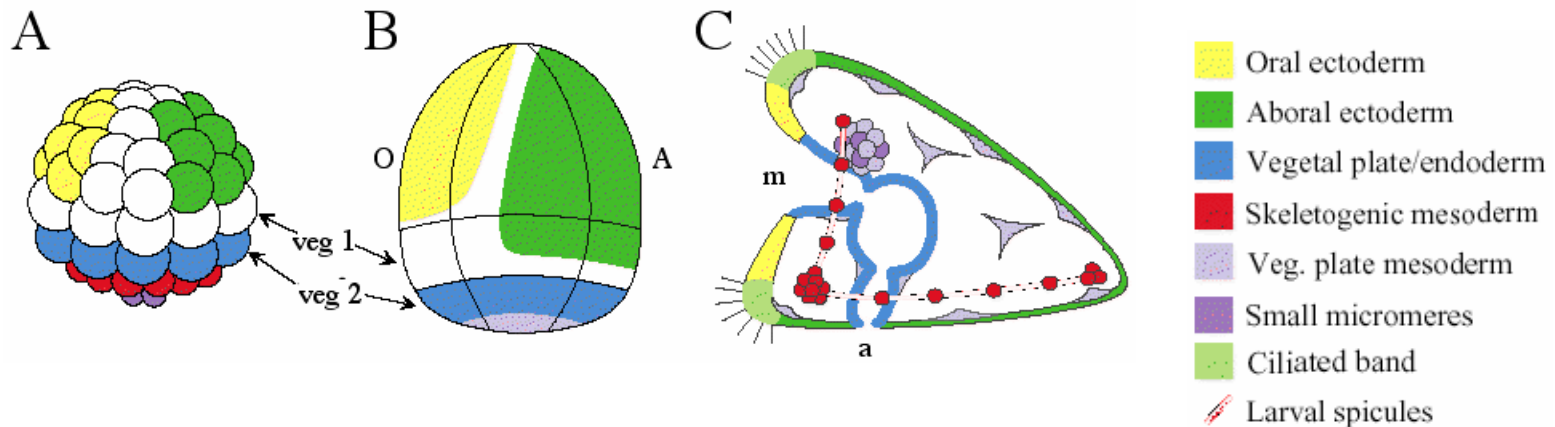 A
B
C
O
A
m
veg 1
veg 2
a
Oral ectoderm
Aboral ectoderm
Vegetal plate/endoderm
Skeletogenic mesoderm
Veg. plate mesoderm
Small micromeres
Ciliated band
Larval spicules